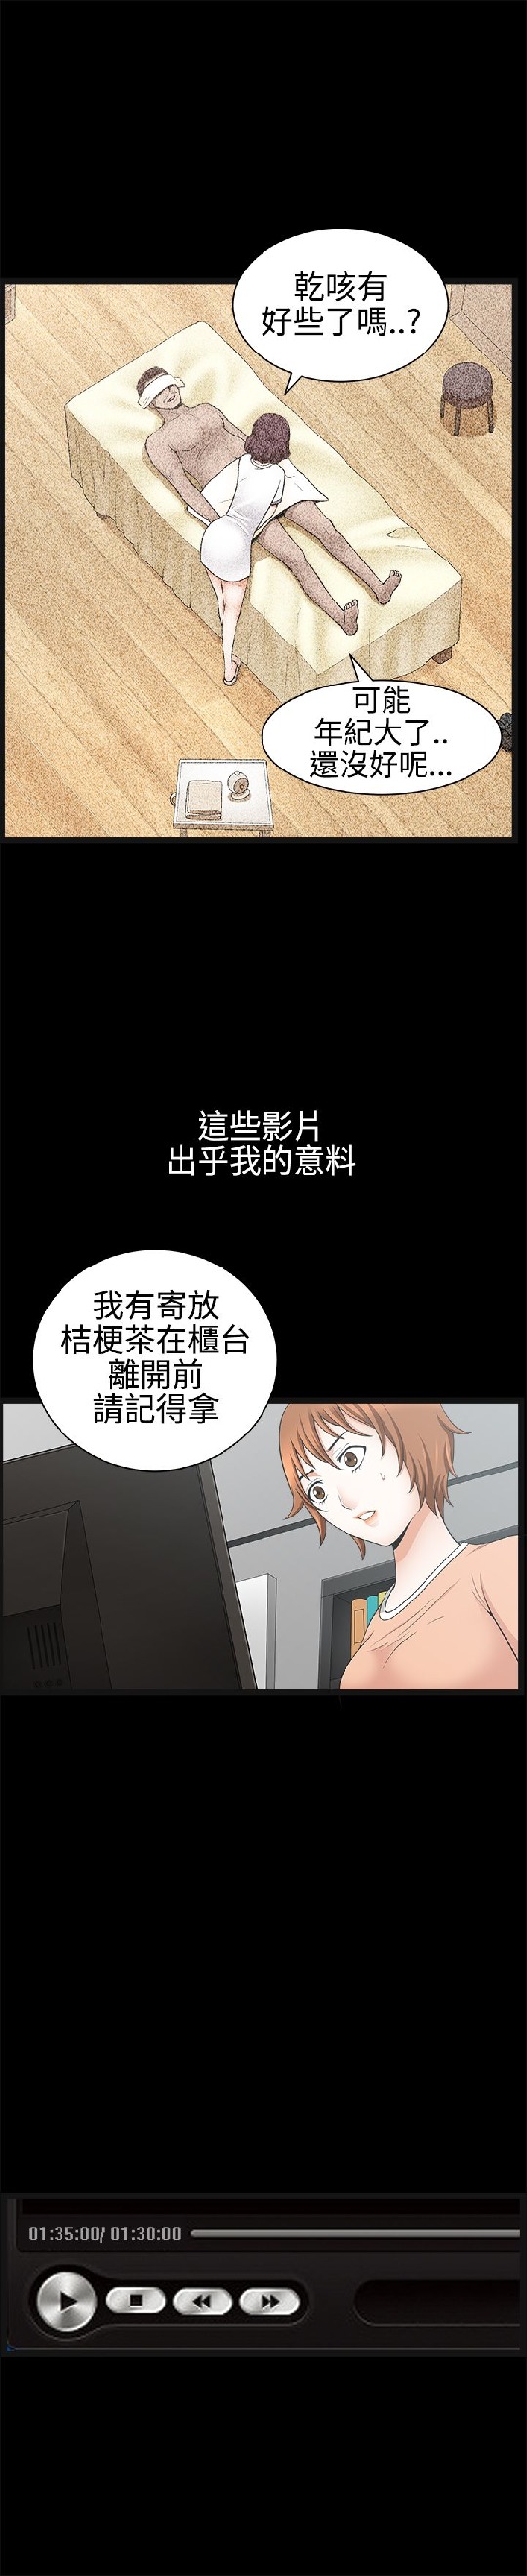 乾咳有
好些了嗎..?
可能
年紀大了..
還沒好呢...
這些影片
出乎我的意料
我有寄放
桔梗茶在櫃台
離開前
請記得拿
01:35:00/ 01:30:00